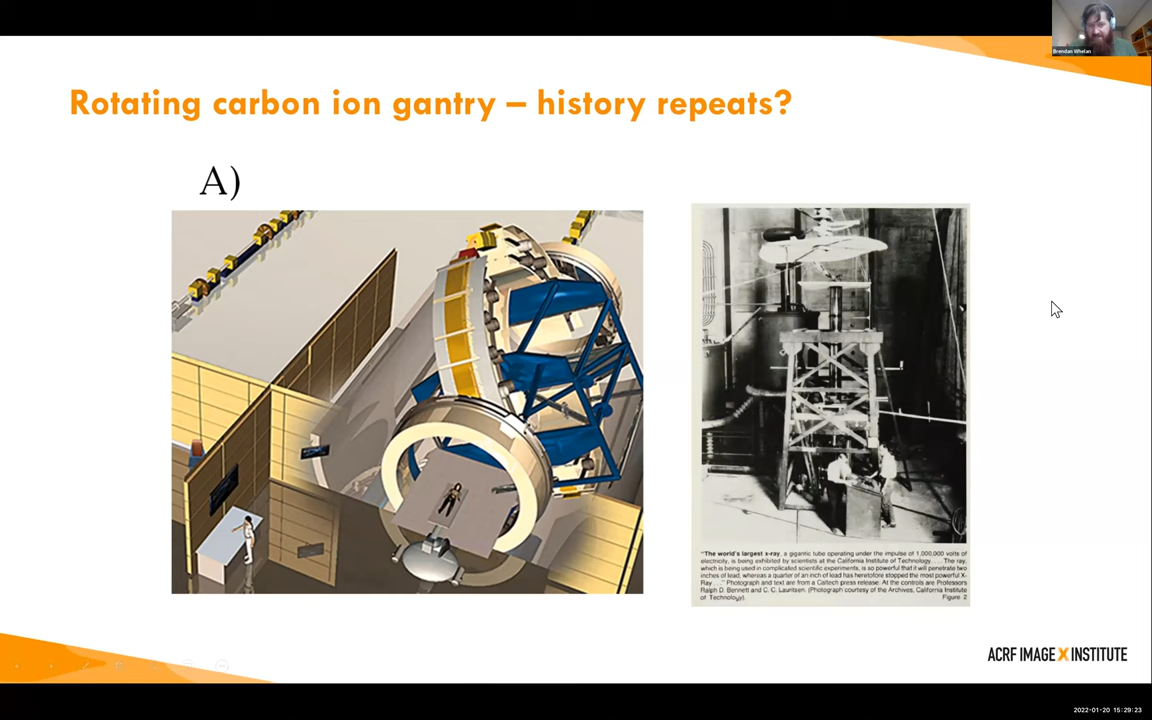 Brendan Whelan
Rotating carbon ion gantry – history repeats?
A)
"The world's largest x-ray, a gigantic tube operating under the impulse of 1,000,000 volts of
electricity, is being exhibited by scientists at the California Institute of Technology. . . . The ray,
which is being used in complicated scientific experiments, is so powerful that it will penetrate two
inches of lead, whereas a quarter of an inch of lead has heretofore stopped the most powerful X-
Ray . . ." Photograph and text are from a Caltech press release. At the controls are Professors
Ralph D. Bennett and C. C. Lauritsen. (Photograph courtesy of the Archives, California Institute
of Technology).
Figure 2
ACRF IMAGE X INSTITUTE
2022-01-20 15:29:23